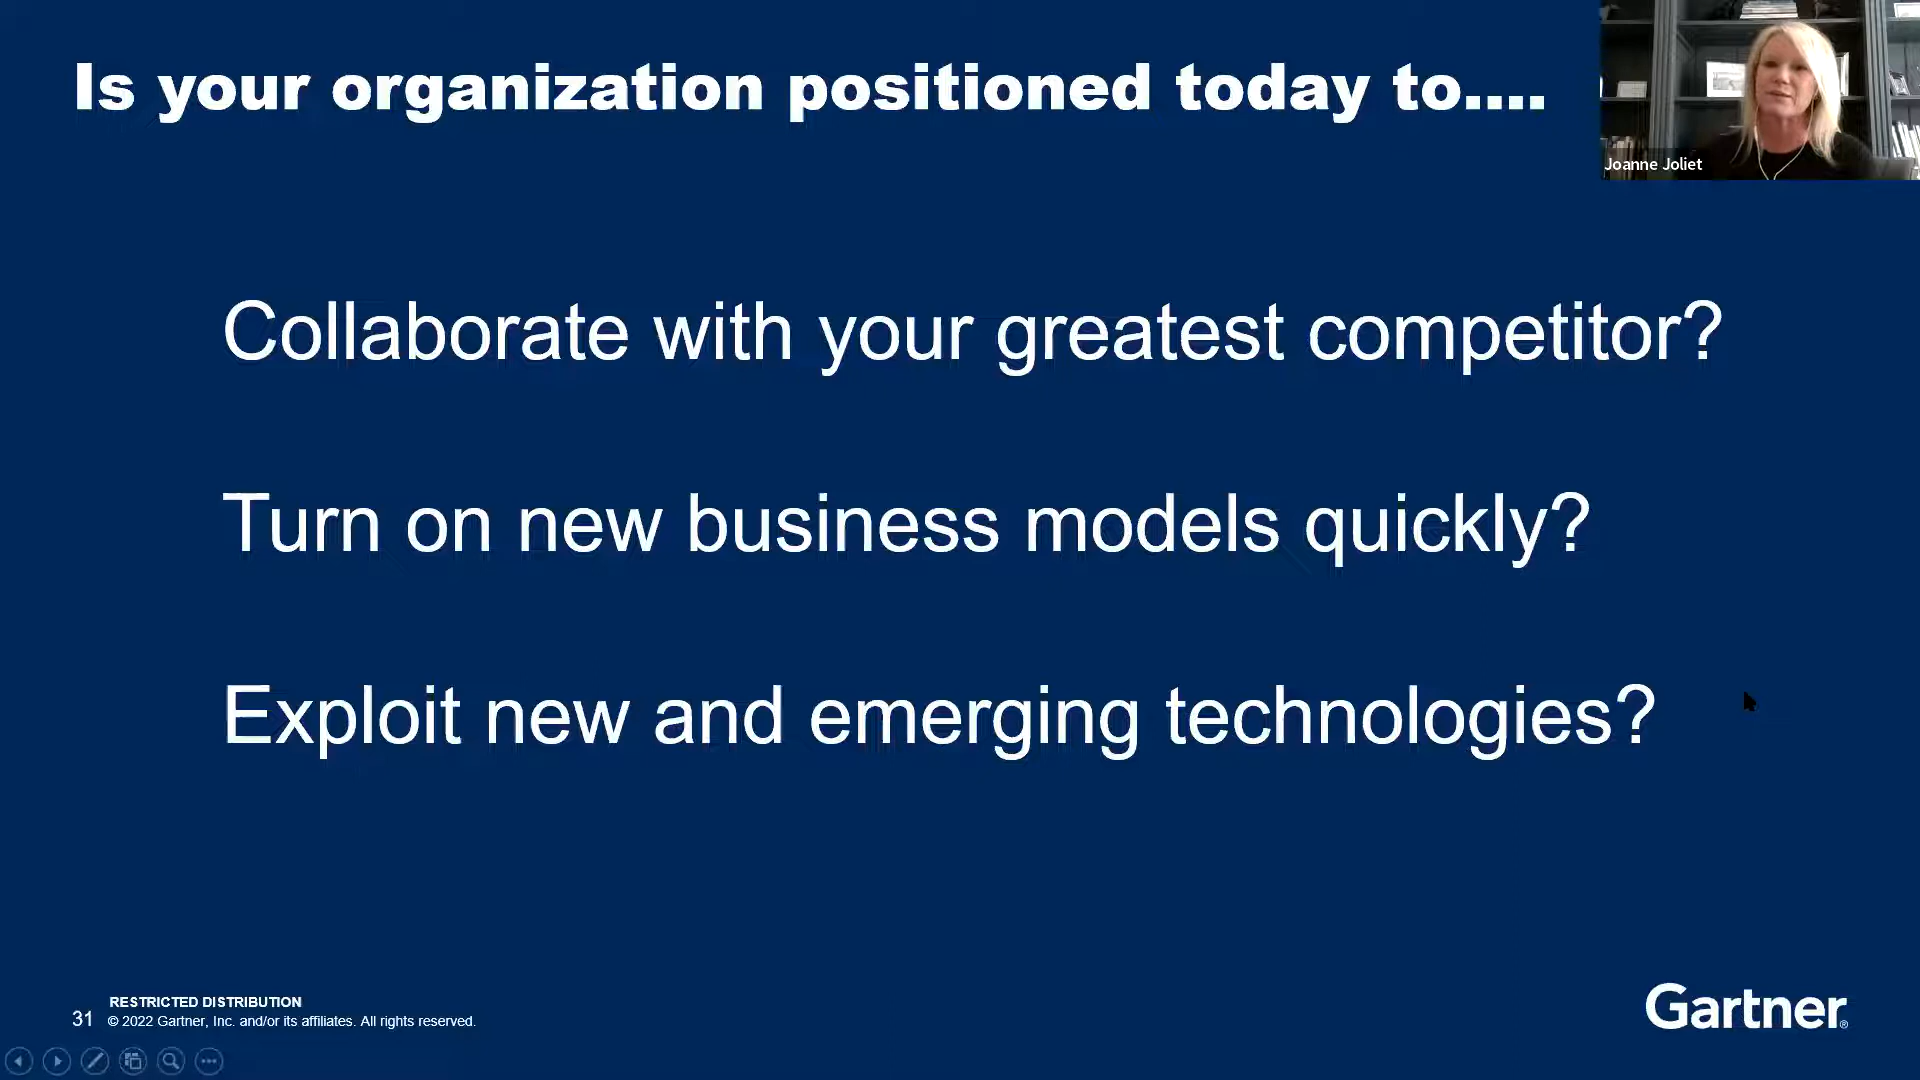 Is your organization positioned today to....
Joanne Joliet
Collaborate with your greatest competitor?
Turn on new business models quickly?
Exploit new and emerging technologies?
RESTRICTED DISTRIBUTION
31 © 2022 Gartner, Inc. and/or its affiliates. All rights reserved.
Gartner®